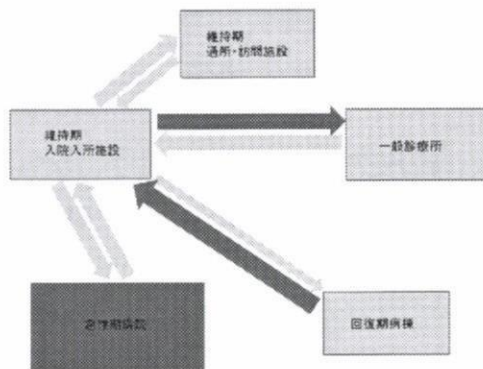 維持期
通所・訪問施設
維持期
入院入所施設
一般診療所
急性期病院
回復期病棟